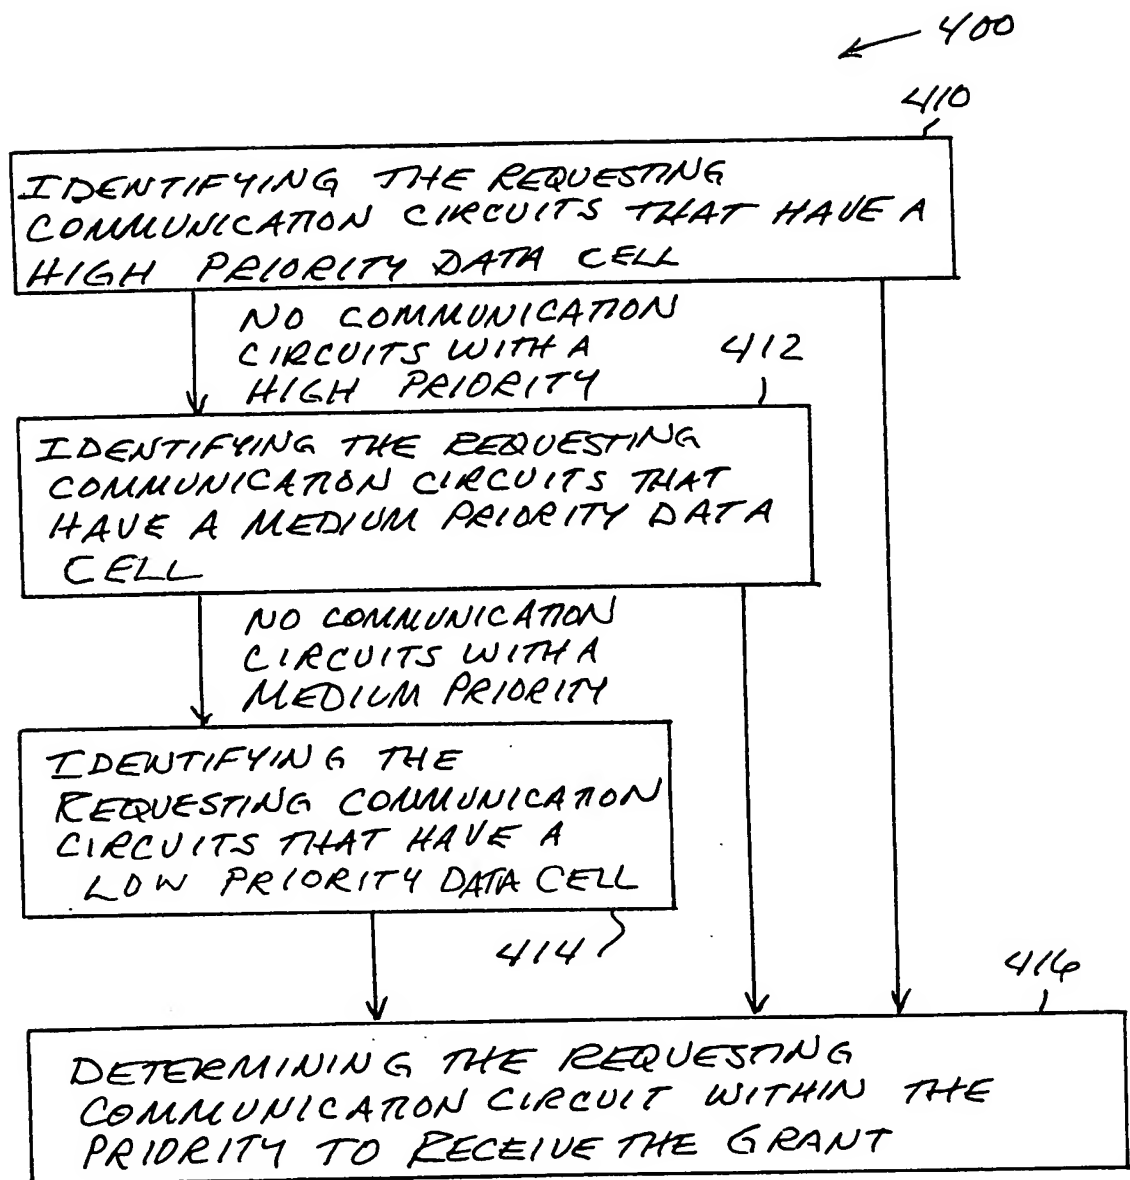 400
410
IDENTIFYING THE REQUESTING
COMMUNICATION CIRCUITS THAT HAVE A
HIGH PRIORITY DATA CELL
NO COMMUNICATION
CIRCUITS WITH A
HIGH PRIORITY
412
IDENTIFYING THE REQUESTING
COMMUNICATION CIRCUITS THAT
HAVE A MEDIUM PRIORITY DATA
CELL
NO COMMUNICATION
CIRCUITS WITH A
MEDIUM PRIORITY
IDENTIFYING THE
REQUESTING COMMUNICATION
CIRCUITS THAT HAVE A
LOW PRIORITY DATA CELL
414
416
DETERMINING THE REQUESTING
COMMUNICATION CIRCUIT WITHIN THE
PRIORITY TO RECEIVE THE GRANT